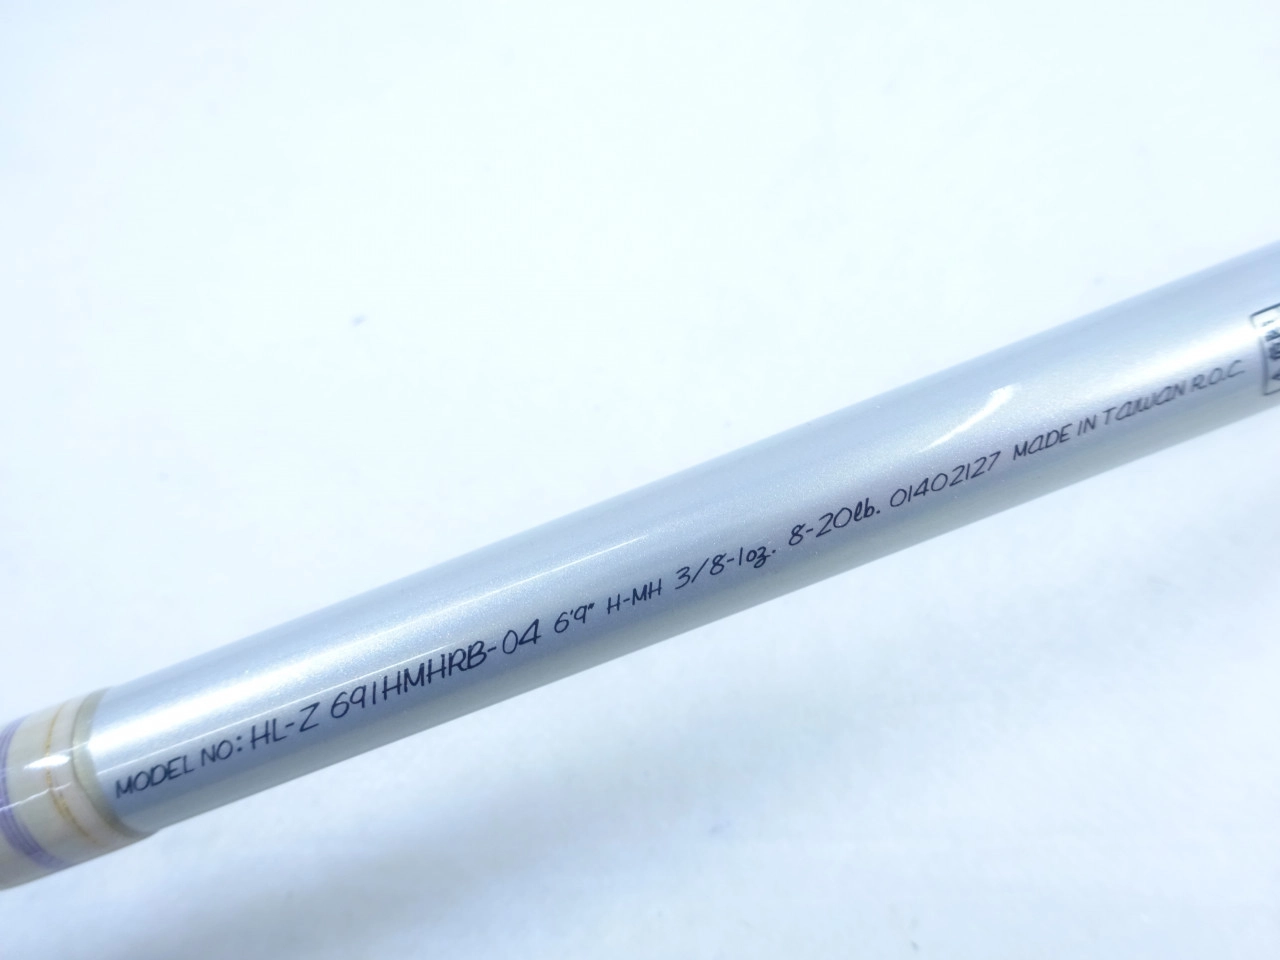 MODEL NO: HL-Z 691HMHRB-04 6'9" H-MH 3/8-1oz. 8-20lb. 01402127 MADE IN TAIWAN R.O.C.